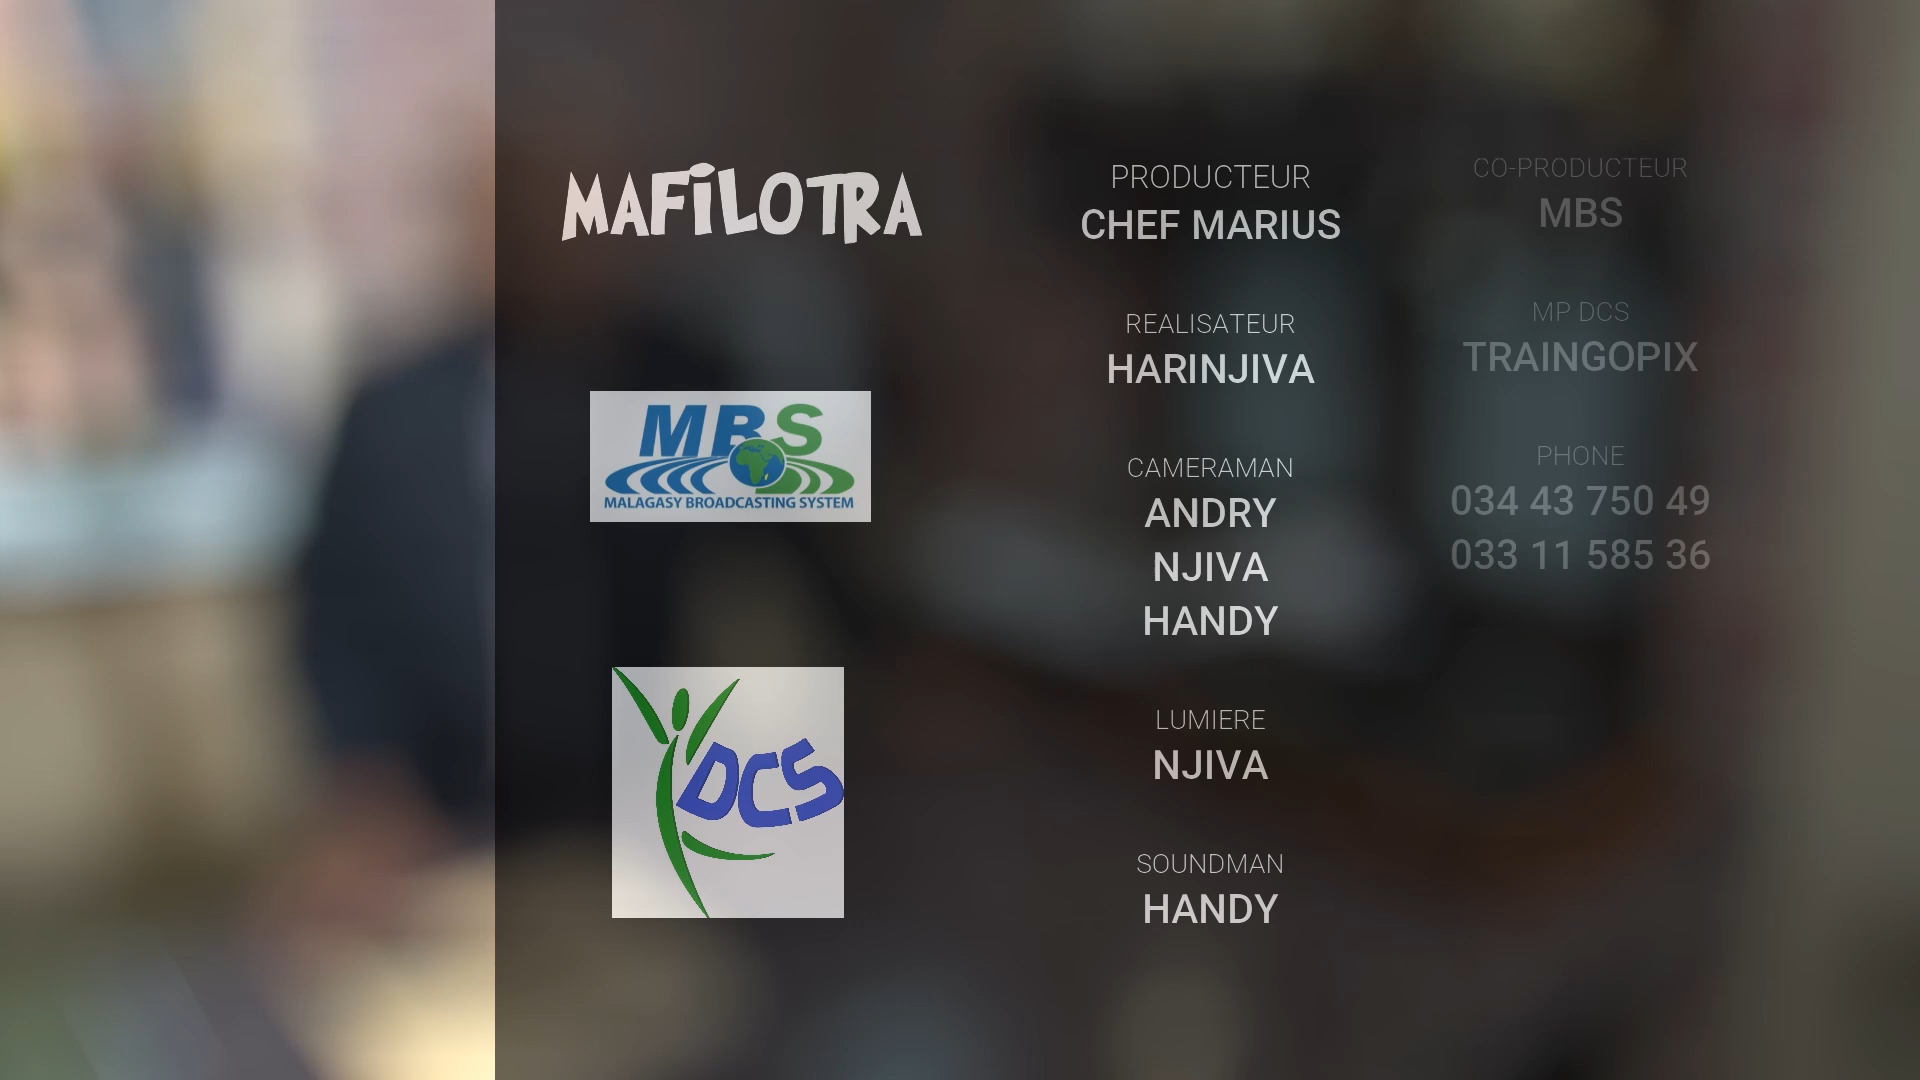 MAFiLOTRA
MBS
MALAGASY BROADCASTING SYSTEM
DCS
PRODUCTEUR
CHEF MARIUS
REALISATEUR
HARINJIVA
CAMERAMAN
ANDRY
NJIVA
HANDY
LUMIERE
NJIVA
SOUNDMAN
HANDY
CO-PRODUCTEUR
MBS
MP DCS
TRAINGOPIX
PHONE
034 43 750 49
033 11 585 36